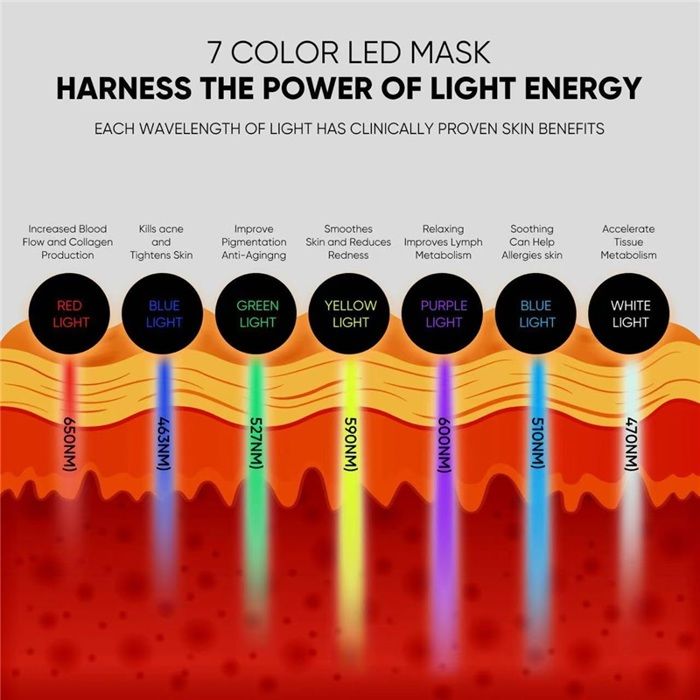 7 COLOR LED MASK
HARNESS THE POWER OF LIGHT ENERGY
EACH WAVELENGTH OF LIGHT HAS CLINICALLY PROVEN SKIN BENEFITS
Increased Blood
Flow and Collagen
Production
Kills acne
and
Tightens Skin
Improve
Pigmentation
Anti-Agingng
Smoothes
Skin and Reduces
Redness
Relaxing
Improves Lymph
Metabolism
Soothing
Can Help
Allergies skin
Accelerate
Tissue
Metabolism
RED
LIGHT
BLUE
LIGHT
GREEN
LIGHT
YELLOW
LIGHT
PURPLE
LIGHT
BLUE
LIGHT
WHITE
LIGHT
650NM)
463NM)
527NM)
590NM)
600NM)
510NM)
470NM)